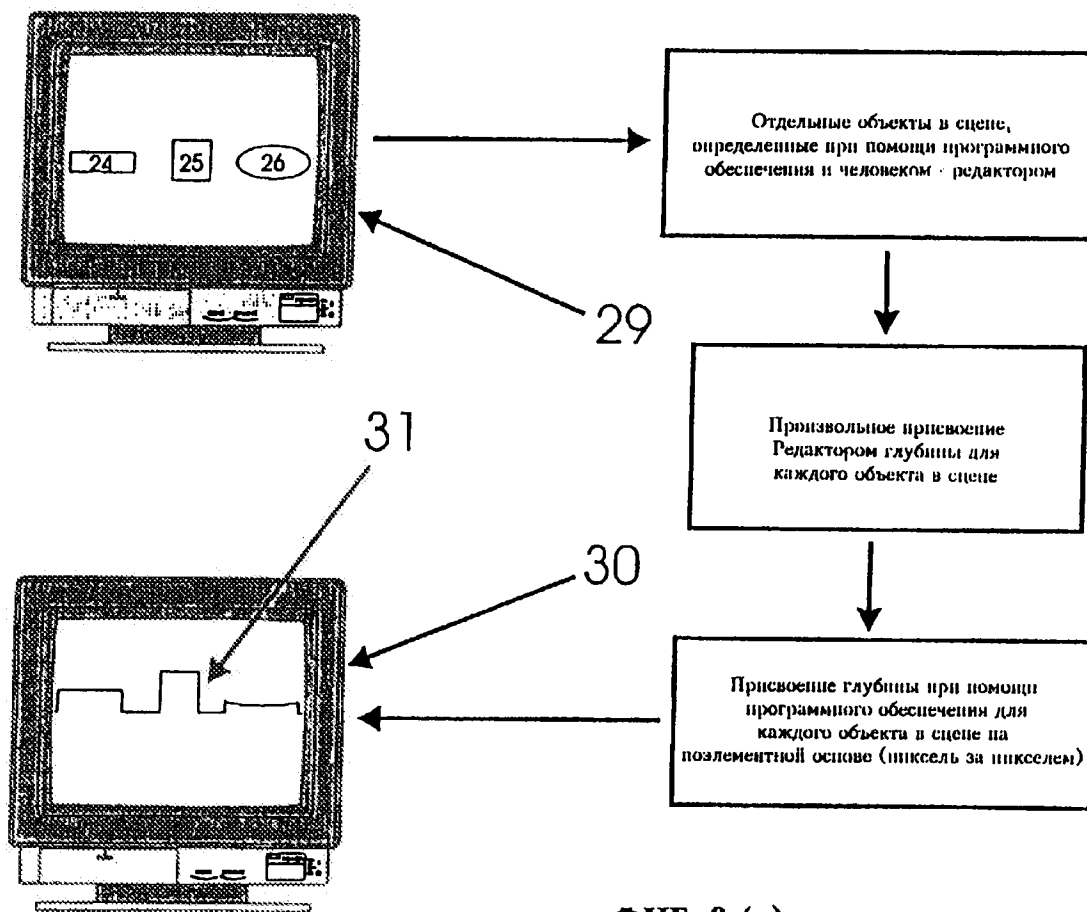 24 25 26
Отдельные объекты в сцене,
определенные при помощи программного
обеспечения и человеком - редактором
29
Произвольное присвоение
Редактором глубины для
каждого объекта в сцене
31
30
Присвоение глубины при помощи
программного обеспечения для
каждого объекта в сцене на
поэлементной основе (пиксель за пикселем)